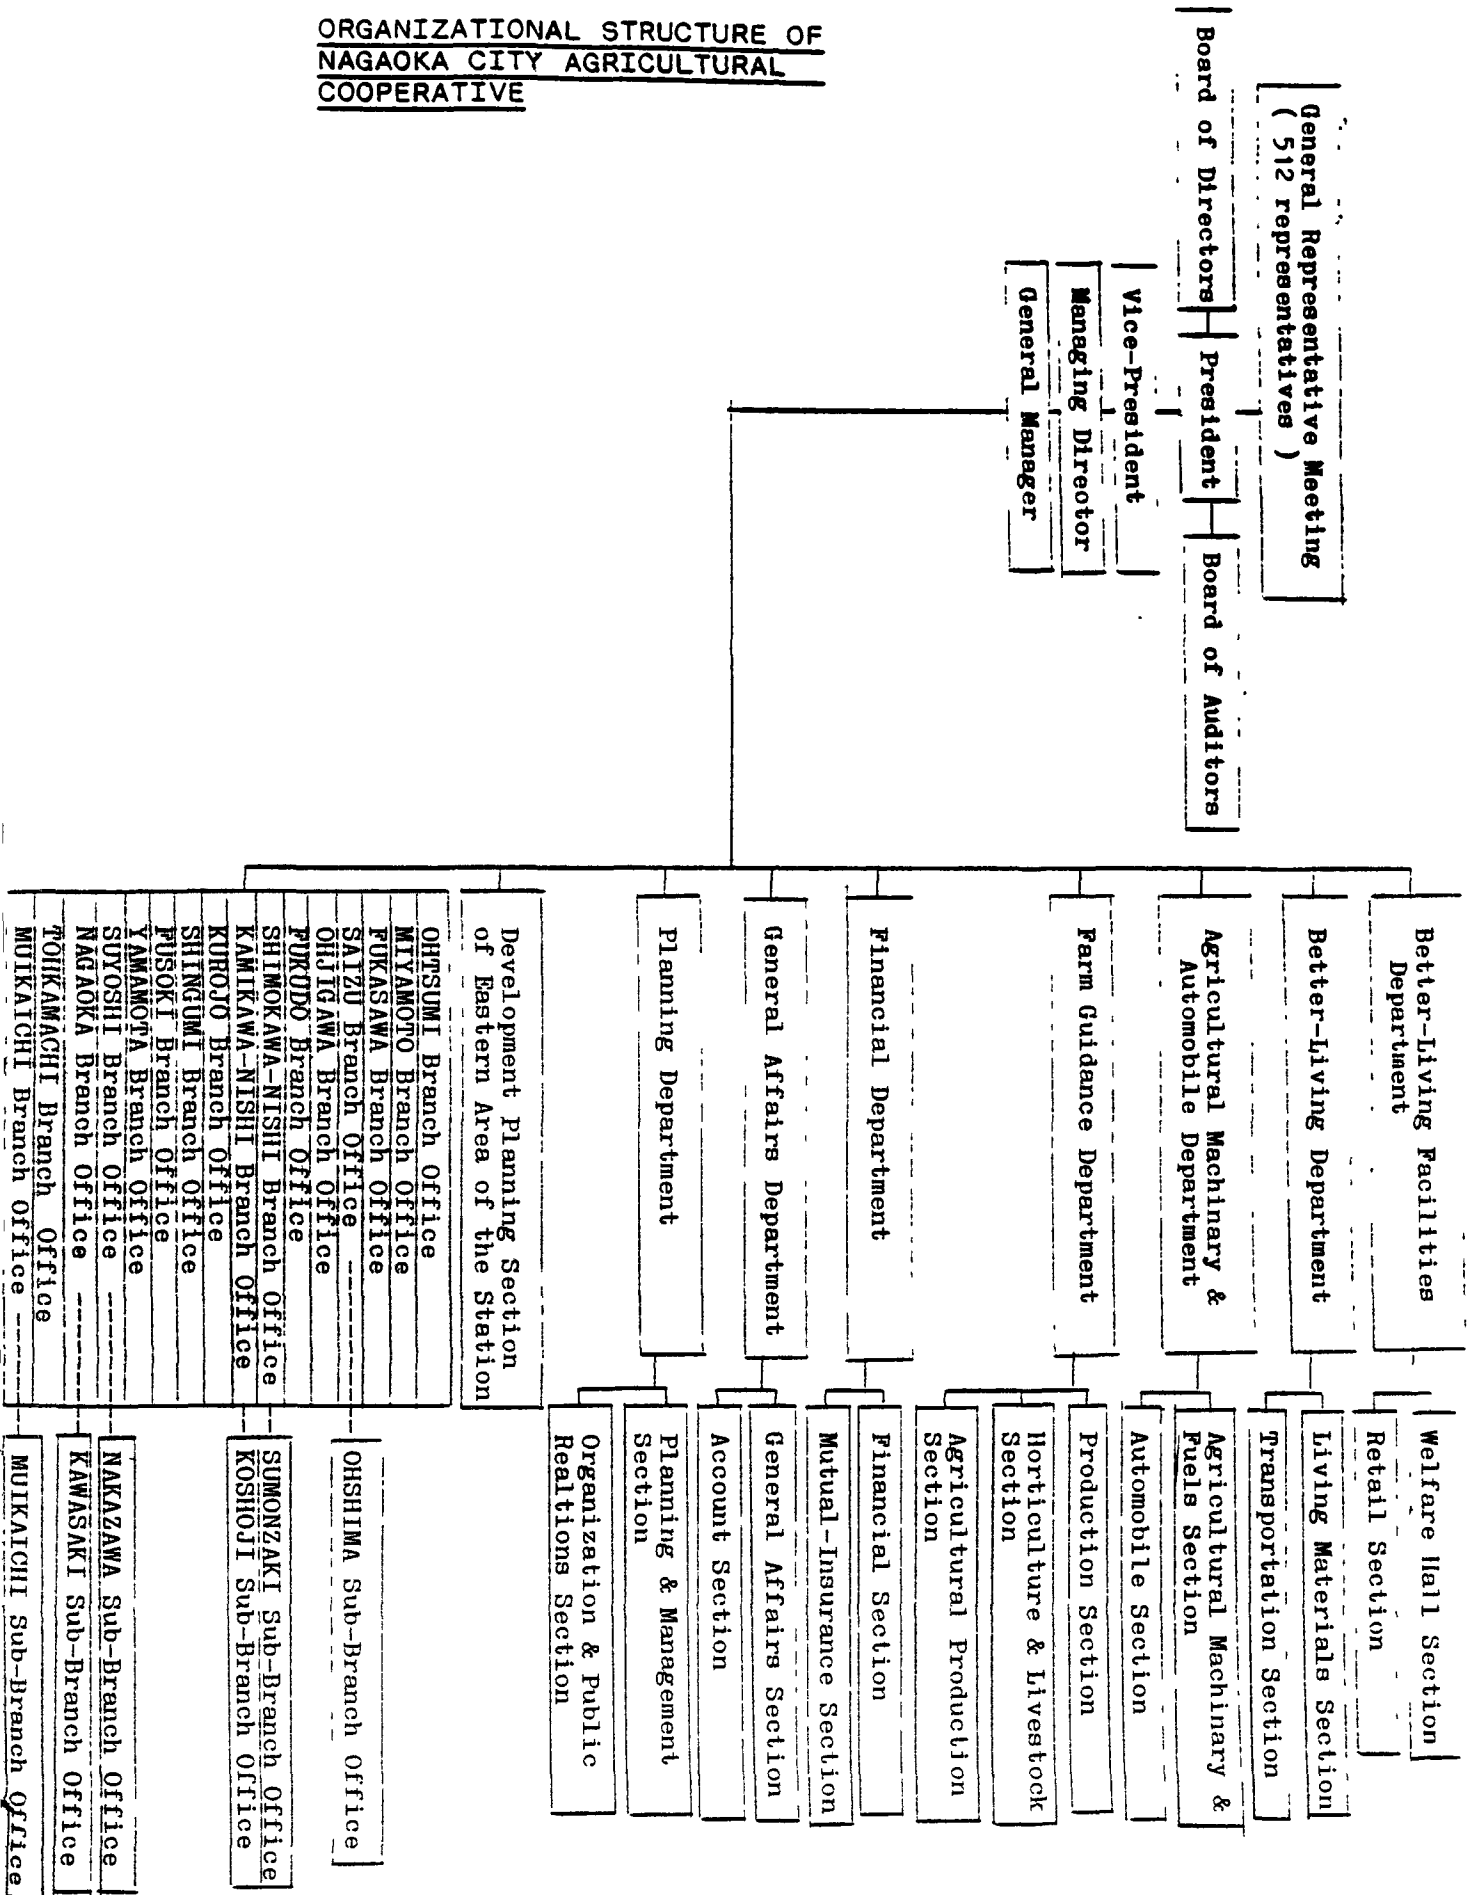 ORGANIZATIONAL STRUCTURE OF
NAGAOKA CITY AGRICULTURAL
COOPERATIVE
General Representative Meeting
( 512 representatives )
Board of Directors
President
Board of Auditors
Vice-President
Managing Director
General Manager
Better-Living Facilities
Department
Welfare Hall Section
Retail Section
Better-Living Department
Living Materials Section
Transportation Section
Agricultural Machinary &
Automobile Department
Agricultural Machinary &
Fuels Section
Automobile Section
Farm Guidance Department
Production Section
Horticulture & Livestock
Section
Agricultural Production
Section
Financial Department
Financial Section
Mutual-Insurance Section
General Affairs Department
General Affairs Section
Account Section
Planning Department
Planning & Management
Section
Organization & Public
Realtions Section
Development Planning Section
of Eastern Area of the Station
OHTSUMI Branch Office
MIYAMOTO Branch Office
FUKASAWA Branch Office
SAIZU Branch Office
OHSHIMA Sub-Branch Office
OHJIGAWA Branch Office
FUKUDO Branch Office
SHIMOKAWA-NISHI Branch Office
SUMONZAKI Sub-Branch Office
KAMIKAWA-NISHI Branch Office
KOSHOJI Sub-Branch Office
KUROJO Branch Office
SHINGUMI Branch Office
FUSOKI Branch Office
YAMAMOTA Branch Office
SUYOSHI Branch Office
NAKAZAWA Sub-Branch Office
NAGAOKA Branch Office
KAWASAKI Sub-Branch Office
TOHKAMACHI Branch Office
MUIKAICHI Branch Office
MUIKAICHI Sub-Branch Office